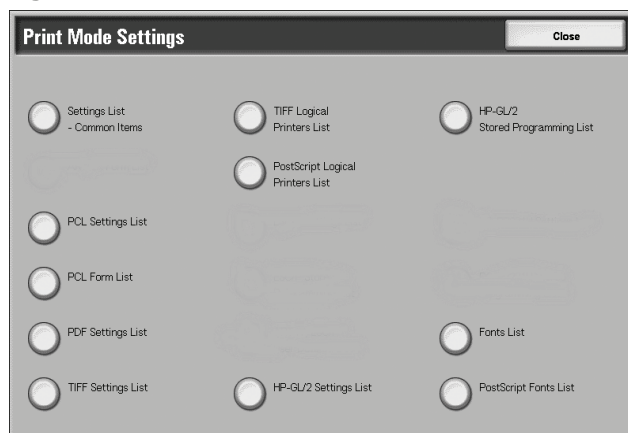 Print Mode Settings
Close
Settings List
- Common Items
TIFF Logical
Printers List
HP-GL/2
Stored Programming List
PostScript Logical
Printers List
PCL Settings List
PCL Form List
PDF Settings List
Fonts List
TIFF Settings List
HP-GL/2 Settings List
PostScript Fonts List